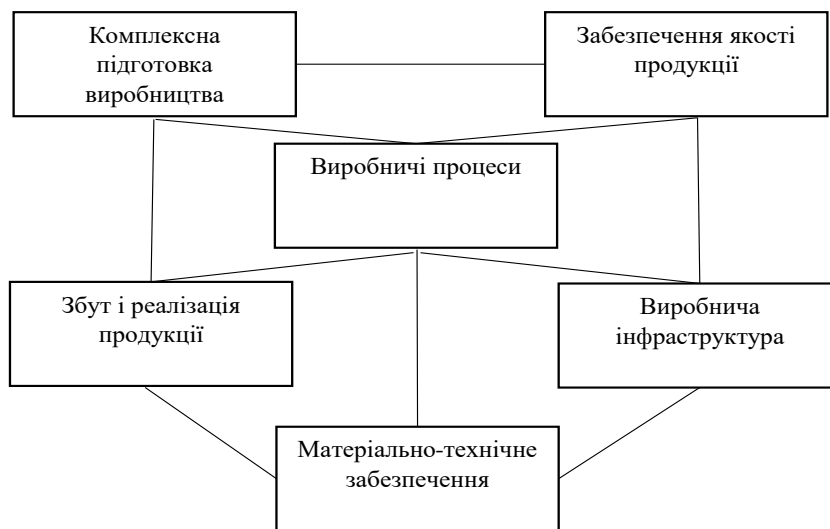 Комплексна
підготовка
виробництва
Забезпечення якості
продукції
Виробничі процеси
Збут і реалізація
продукції
Виробнича
інфраструктура
Матеріально-технічне
забезпечення